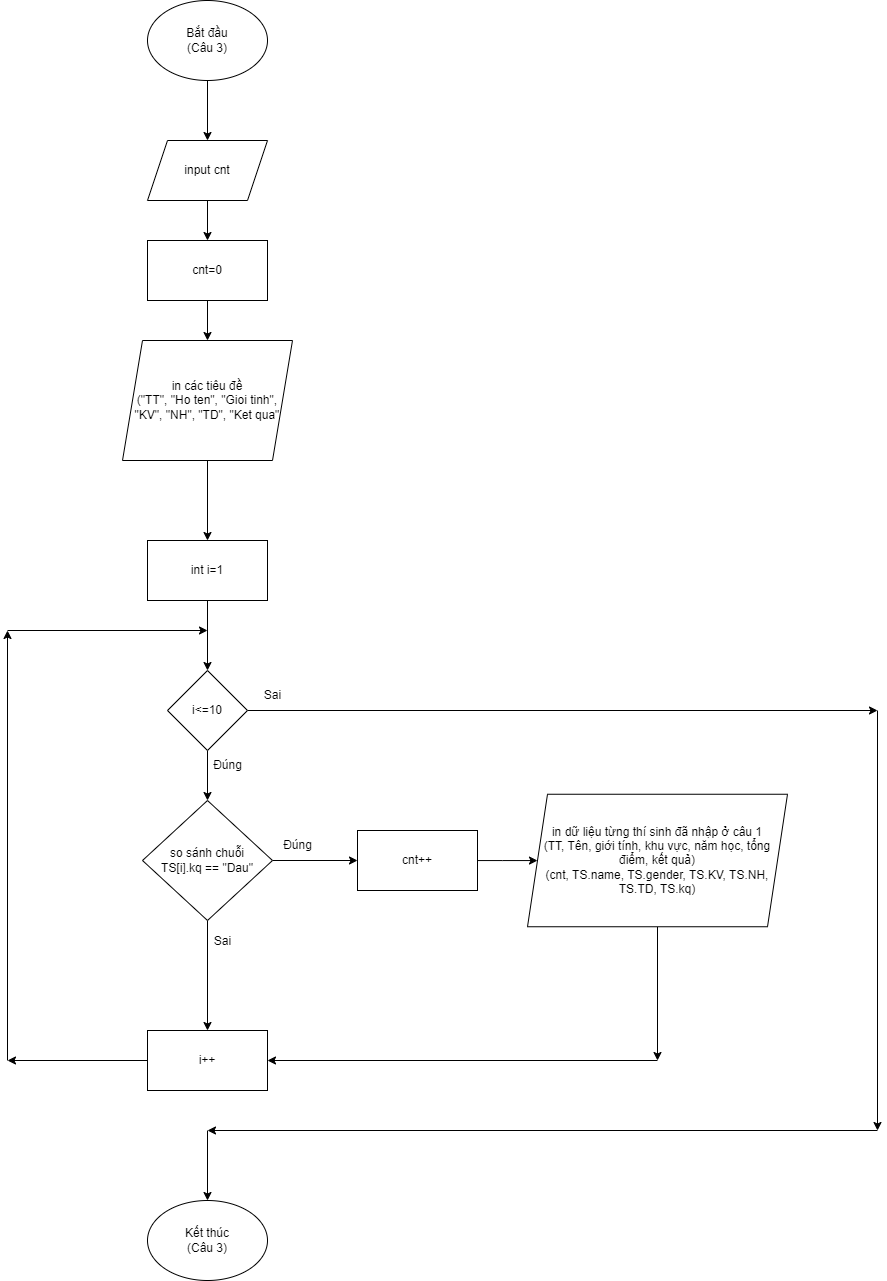 Bắt đầu
(Câu 3)
input cnt
cnt=0
in các tiêu đề
("TT", "Ho ten", "Gioi tinh",
"KV", "NH", "TD", "Ket qua"
int i=1
i<=10
Sai
Đúng
so sánh chuỗi
TS[i].kq == "Dau"
Đúng
cnt++
in dữ liệu từng thí sinh đã nhập ở câu 1
(TT, Tên, giới tính, khu vực, năm học, tổng
điểm, kết quả)
(cnt, TS.name, TS.gender, TS.KV, TS.NH,
TS.TD, TS.kq)
Sai
i++
Kết thúc
(Câu 3)